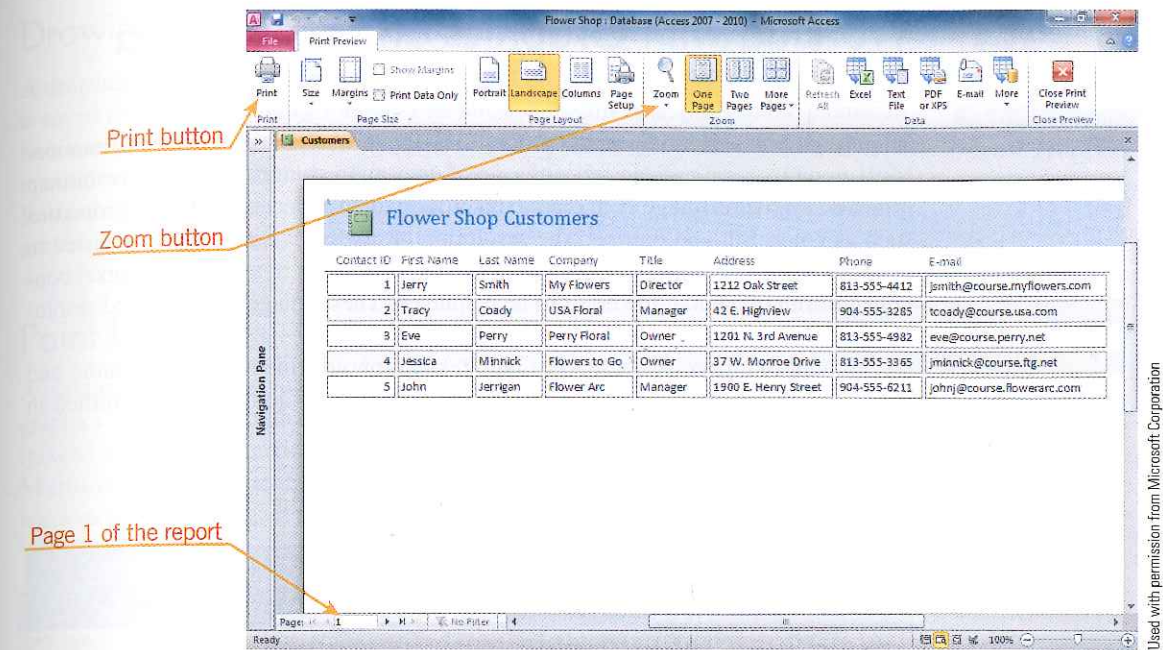 Flower Shop : Database (Access 2007 - 2010) - Microsoft Access
File Print Preview
Show Margins
Print Data Only
Print Size Margins Portrait Landscape Columns Page Setup Zoom One Page Two Pages More Pages Refresh All Excel Text File PDF or XPS E-mail More Close Print Preview
Print Page Size Page Layout Zoom Data Close Preview
Print button
Customers
Flower Shop Customers
Zoom button
Contact ID First Name Last Name Company Title Address Phone E-mail
1 Jerry Smith My Flowers Director 1212 Oak Street 813-555-4412 jsmith@course.myflowers.com
2 Tracy Coady USA Floral Manager 42 E. Highview 904-555-3285 tcoady@course.usa.com
3 Eve Perry Perry Floral Owner 1201 N. 3rd Avenue 813-555-4982 eve@course.perry.net
4 Jessica Minnick Flowers to Go Owner 37 W. Monroe Drive 813-555-3365 jminnick@course.ftg.net
5 John Jerrigan Flower Arc Manager 1900 E. Henry Street 904-555-6211 johnj@course.flowerarc.com
Navigation Pane
Page 1 of the report
Page: 1 No Filter
Ready 100%
Used with permission from Microsoft Corporation